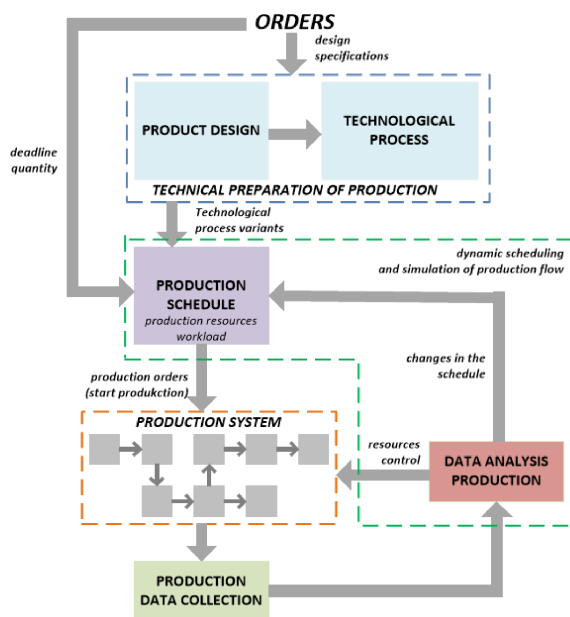 ORDERS
design
specifications
deadline
quantity
PRODUCT DESIGN
TECHNOLOGICAL
PROCESS
TECHNICAL PREPARATION OF PRODUCTION
Technological
process variants
dynamic scheduling
and simulation of production flow
PRODUCTION
SCHEDULE
production resources
workload
changes in the
schedule
production orders
(start produkction)
PRODUCTION SYSTEM
resources
control
DATA ANALYSIS
PRODUCTION
PRODUCTION
DATA COLLECTION